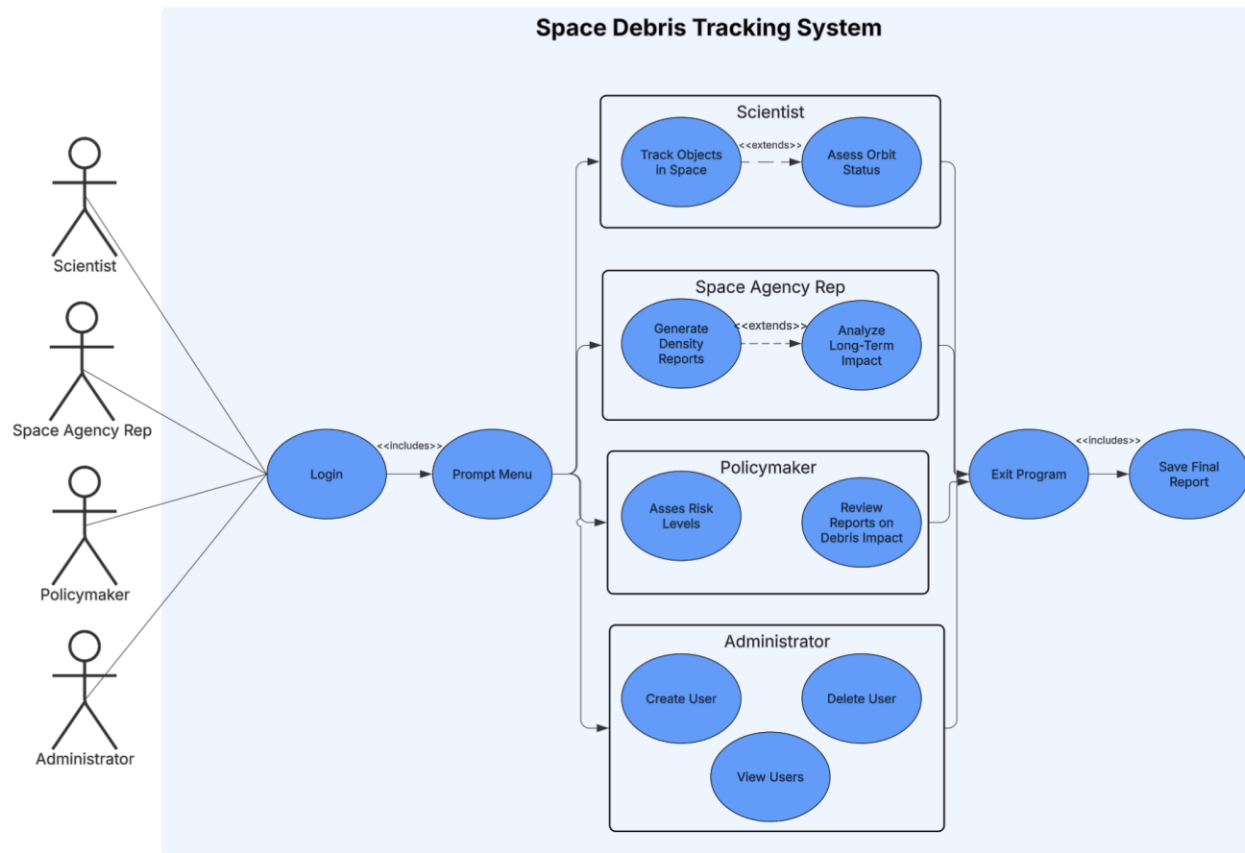 Space Debris Tracking System
Scientist
Space Agency Rep
Policymaker
Administrator
Login
<<includes>>
Prompt Menu
Scientist
Track Objects
in Space
<<extends>>
Asess Orbit
Status
Space Agency Rep
Generate
Density
Reports
<<extends>>
Analyze
Long-Term
Impact
Policymaker
Asses Risk
Levels
Review
Reports on
Debris Impact
Administrator
Create User
Delete User
View Users
Exit Program
<<includes>>
Save Final
Report